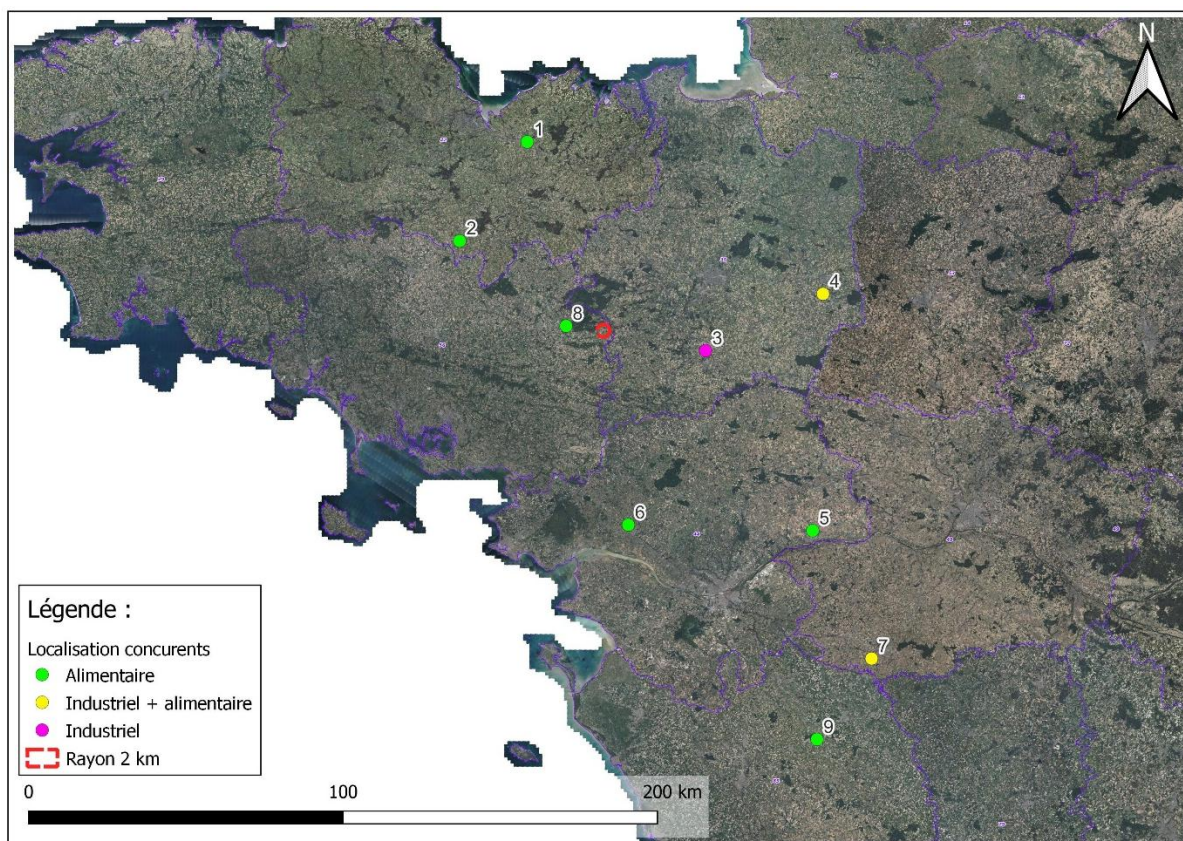 N
1
2
4
8
3
6
5
7
9
Légende :
Localisation concurents
Alimentaire
Industriel + alimentaire
Industriel
Rayon 2 km
0 100 200 km